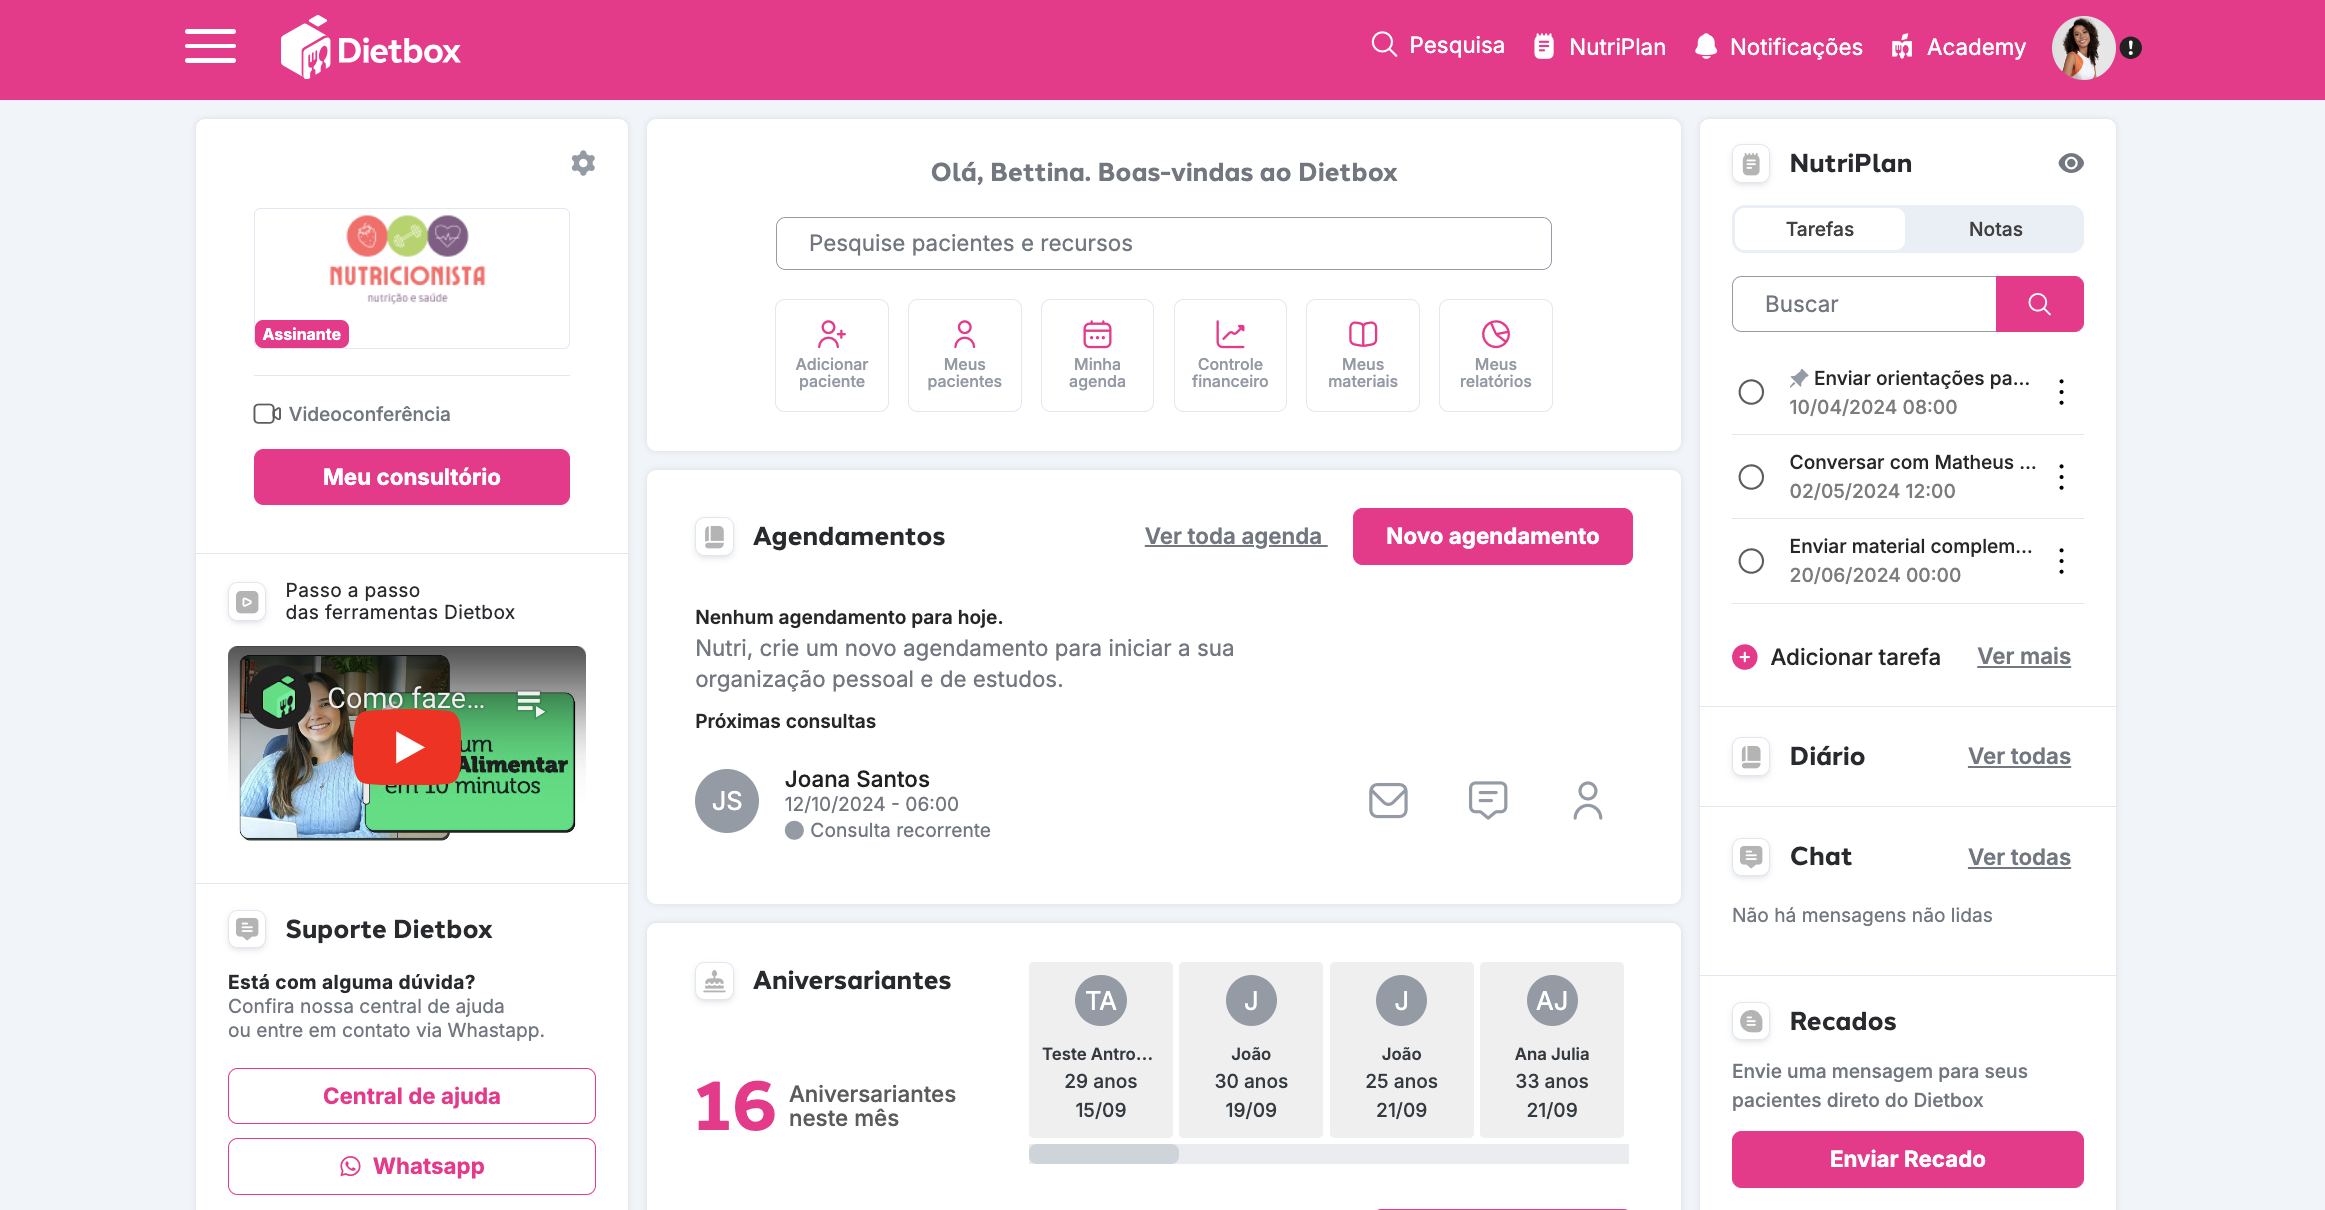 Dietbox
Pesquisa
NutriPlan
Notificações
Academy
NUTRICIONISTA
nutrição e saúde
Assinante
Videoconferência
Meu consultório
Passo a passo
das ferramentas Dietbox
Como faze...
um
Alimentar
em 10 minutos
Suporte Dietbox
Está com alguma dúvida?
Confira nossa central de ajuda
ou entre em contato via Whastapp.
Central de ajuda
Whatsapp
Olá, Bettina. Boas-vindas ao Dietbox
Pesquise pacientes e recursos
Adicionar
paciente
Meus
pacientes
Minha
agenda
Controle
financeiro
Meus
materiais
Meus
relatórios
Agendamentos
Ver toda agenda
Novo agendamento
Nenhum agendamento para hoje.
Nutri, crie um novo agendamento para iniciar a sua
organização pessoal e de estudos.
Próximas consultas
JS
Joana Santos
12/10/2024 - 06:00
Consulta recorrente
Aniversariantes
16
Aniversariantes
neste mês
TA
Teste Antro...
29 anos
15/09
J
João
30 anos
19/09
J
João
25 anos
21/09
AJ
Ana Julia
33 anos
21/09
NutriPlan
Tarefas
Notas
Buscar
Enviar orientações pa...
10/04/2024 08:00
Conversar com Matheus ...
02/05/2024 12:00
Enviar material complem...
20/06/2024 00:00
Adicionar tarefa
Ver mais
Diário
Ver todas
Chat
Ver todas
Não há mensagens não lidas
Recados
Envie uma mensagem para seus
pacientes direto do Dietbox
Enviar Recado